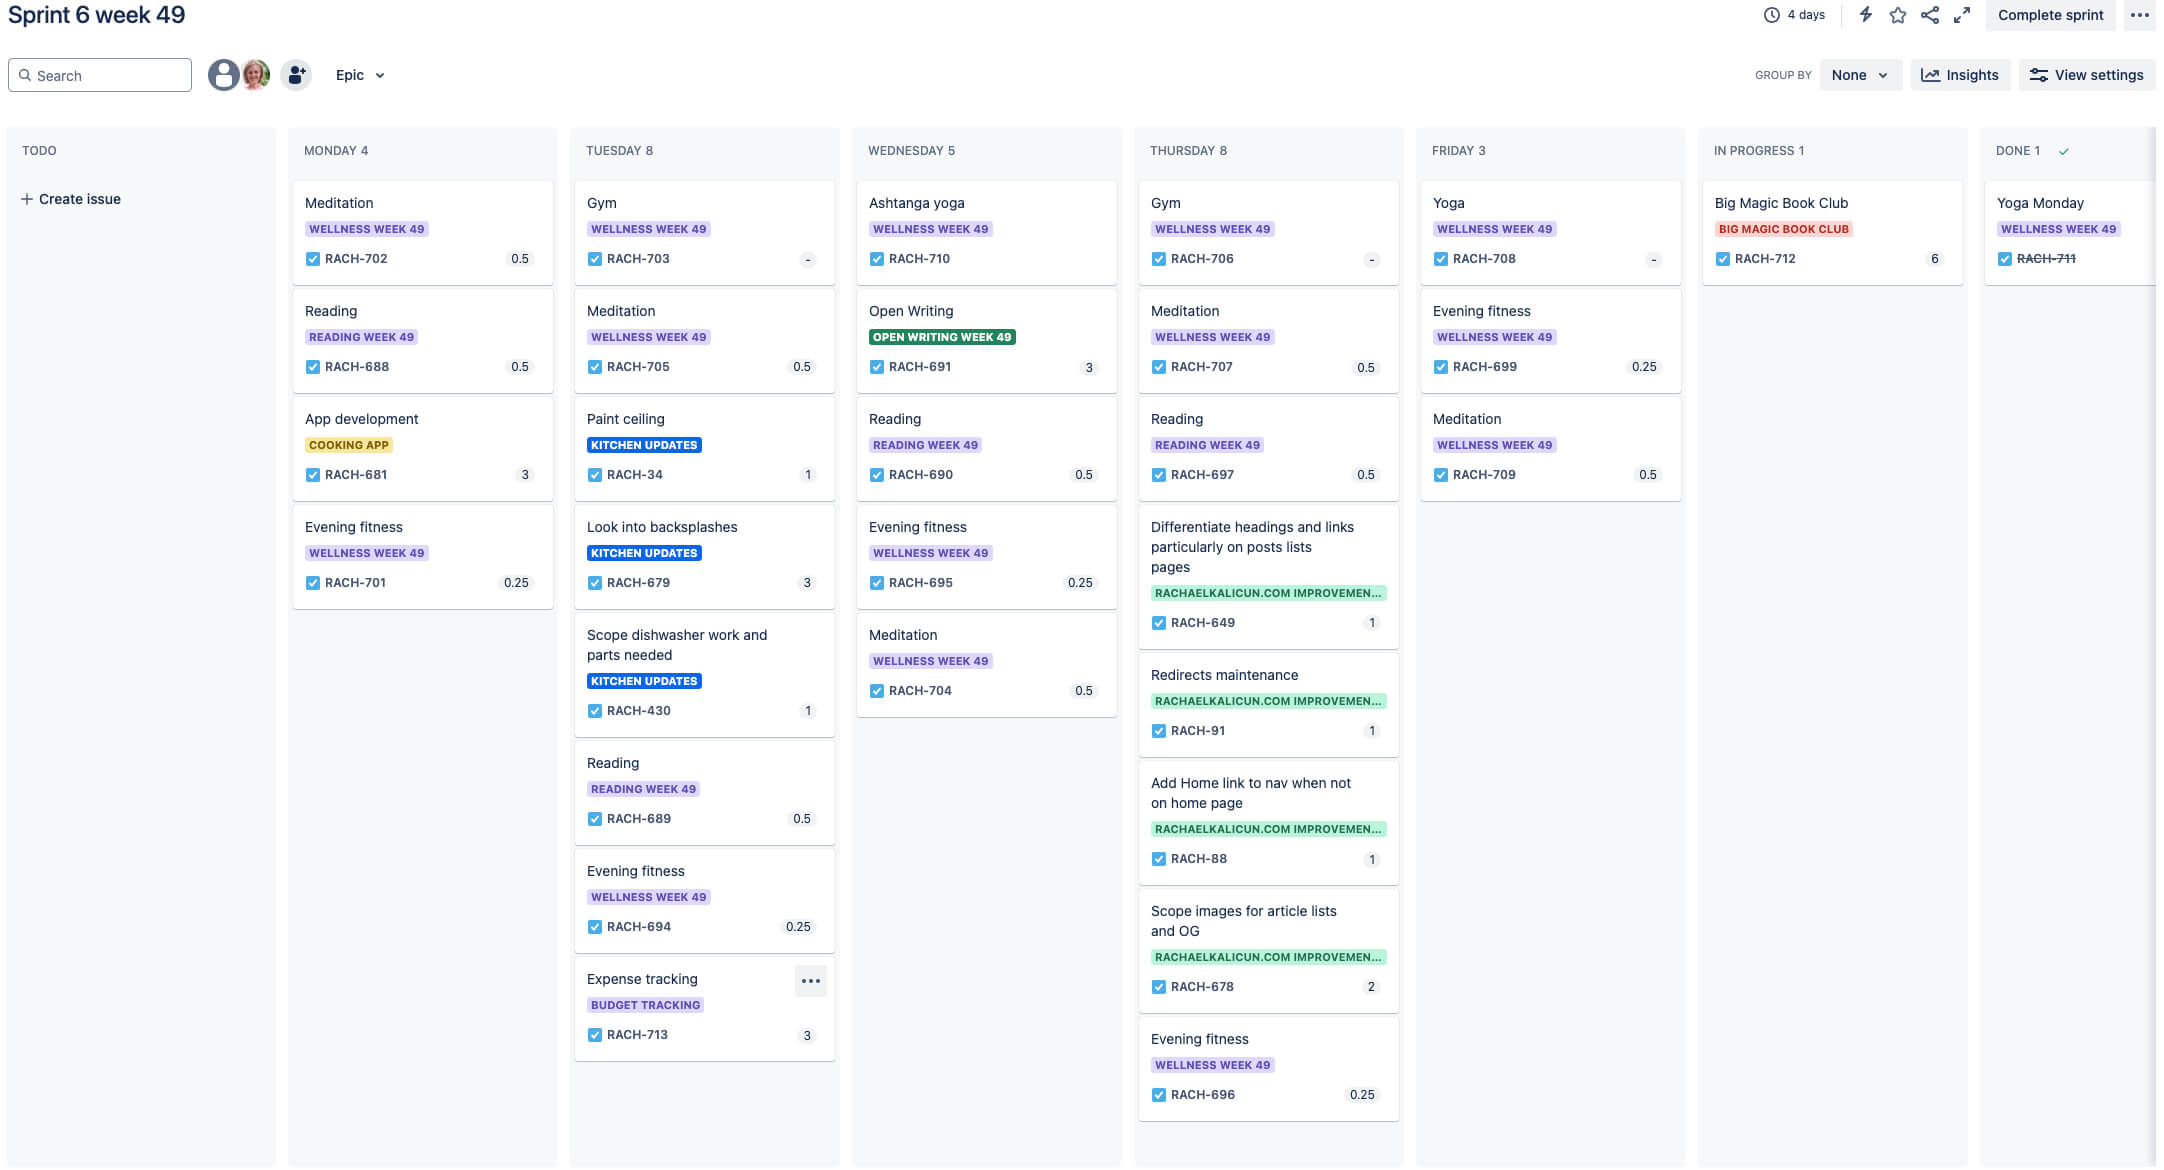 Sprint 6 week 49
4 days
Complete sprint
Search
Epic
GROUP BY
None
Insights
View settings
TODO
Create issue
MONDAY 4
Meditation
WELLNESS WEEK 49
RACH-702
0.5
Reading
READING WEEK 49
RACH-688
0.5
App development
COOKING APP
RACH-681
3
Evening fitness
WELLNESS WEEK 49
RACH-701
0.25
TUESDAY 8
Gym
WELLNESS WEEK 49
RACH-703
-
Meditation
WELLNESS WEEK 49
RACH-705
0.5
Paint ceiling
KITCHEN UPDATES
RACH-34
1
Look into backsplashes
KITCHEN UPDATES
RACH-679
3
Scope dishwasher work and
parts needed
KITCHEN UPDATES
RACH-430
1
Reading
READING WEEK 49
RACH-689
0.5
Evening fitness
WELLNESS WEEK 49
RACH-694
0.25
Expense tracking
BUDGET TRACKING
RACH-713
3
WEDNESDAY 5
Ashtanga yoga
WELLNESS WEEK 49
RACH-710
Open Writing
OPEN WRITING WEEK 49
RACH-691
3
Reading
READING WEEK 49
RACH-690
0.5
Evening fitness
WELLNESS WEEK 49
RACH-695
0.25
Meditation
WELLNESS WEEK 49
RACH-704
0.5
THURSDAY 8
Gym
WELLNESS WEEK 49
RACH-706
-
Meditation
WELLNESS WEEK 49
RACH-707
0.5
Reading
READING WEEK 49
RACH-697
0.5
Differentiate headings and links
particularly on posts lists
pages
RACHAELKALICUN.COM IMPROVEMEN...
RACH-649
1
Redirects maintenance
RACHAELKALICUN.COM IMPROVEMEN...
RACH-91
1
Add Home link to nav when not
on home page
RACHAELKALICUN.COM IMPROVEMEN...
RACH-88
1
Scope images for article lists
and OG
RACHAELKALICUN.COM IMPROVEMEN...
RACH-678
2
Evening fitness
WELLNESS WEEK 49
RACH-696
0.25
FRIDAY 3
Yoga
WELLNESS WEEK 49
RACH-708
-
Evening fitness
WELLNESS WEEK 49
RACH-699
0.25
Meditation
WELLNESS WEEK 49
RACH-709
0.5
IN PROGRESS 1
Big Magic Book Club
BIG MAGIC BOOK CLUB
RACH-712
6
DONE 1
Yoga Monday
WELLNESS WEEK 49
RACH-711